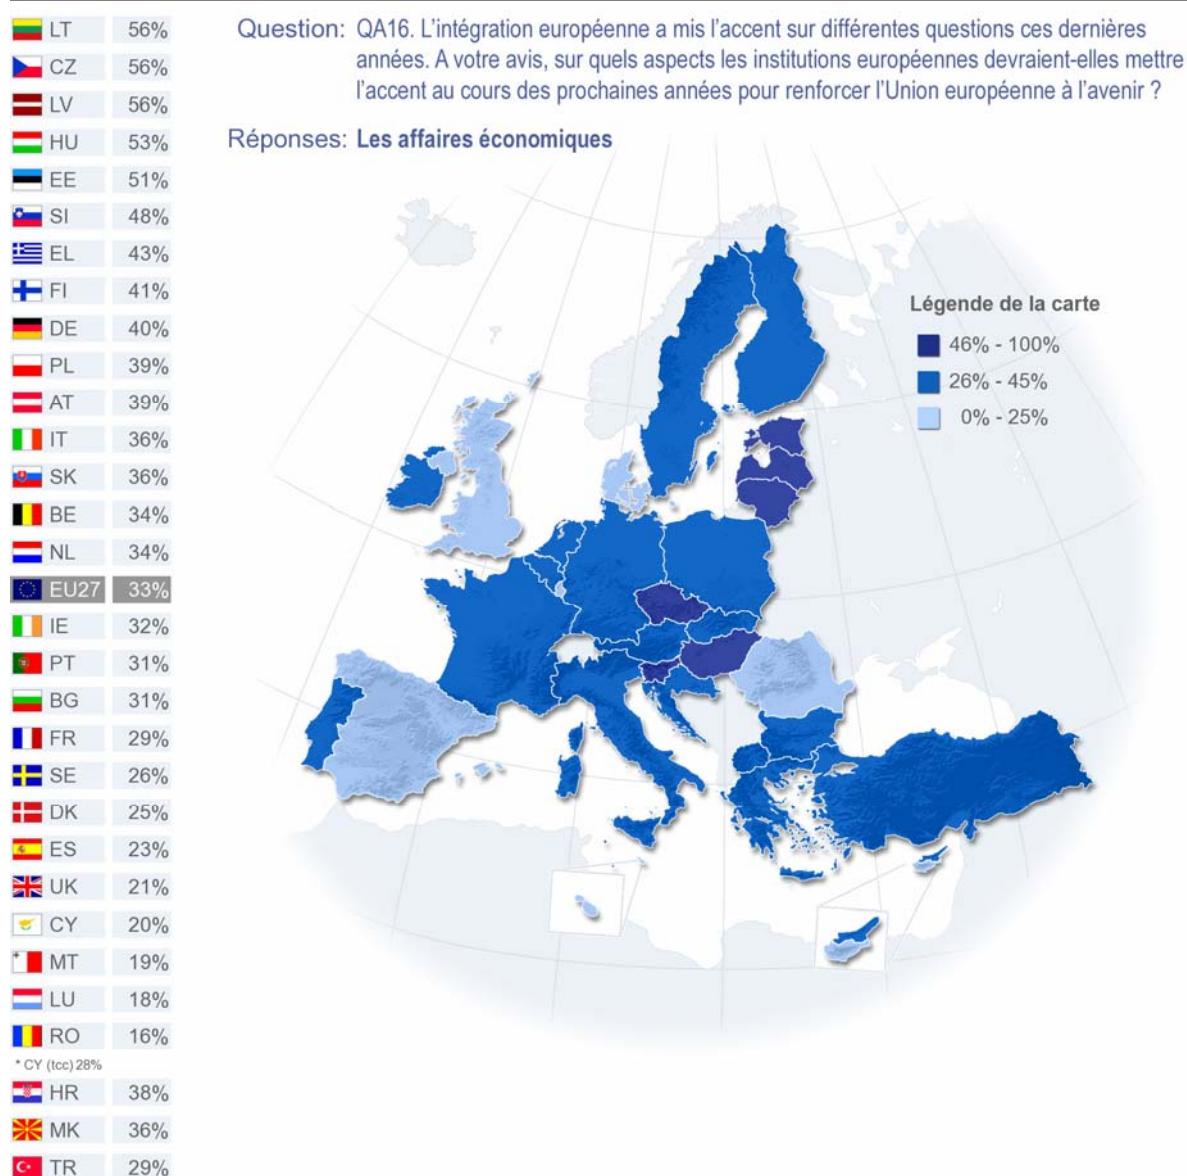 Question: QA16. L’intégration européenne a mis l’accent sur différentes questions ces dernières
années. A votre avis, sur quels aspects les institutions européennes devraient-elles mettre
l’accent au cours des prochaines années pour renforcer l’Union européenne à l’avenir ?
Réponses: Les affaires économiques
LT 56%
CZ 56%
LV 56%
HU 53%
EE 51%
SI 48%
EL 43%
FI 41%
DE 40%
PL 39%
AT 39%
IT 36%
SK 36%
BE 34%
NL 34%
EU27 33%
IE 32%
PT 31%
BG 31%
FR 29%
SE 26%
DK 25%
ES 23%
UK 21%
CY 20%
MT 19%
LU 18%
RO 16%
* CY (tcc) 28%
HR 38%
MK 36%
TR 29%
Légende de la carte
46% - 100%
26% - 45%
0% - 25%